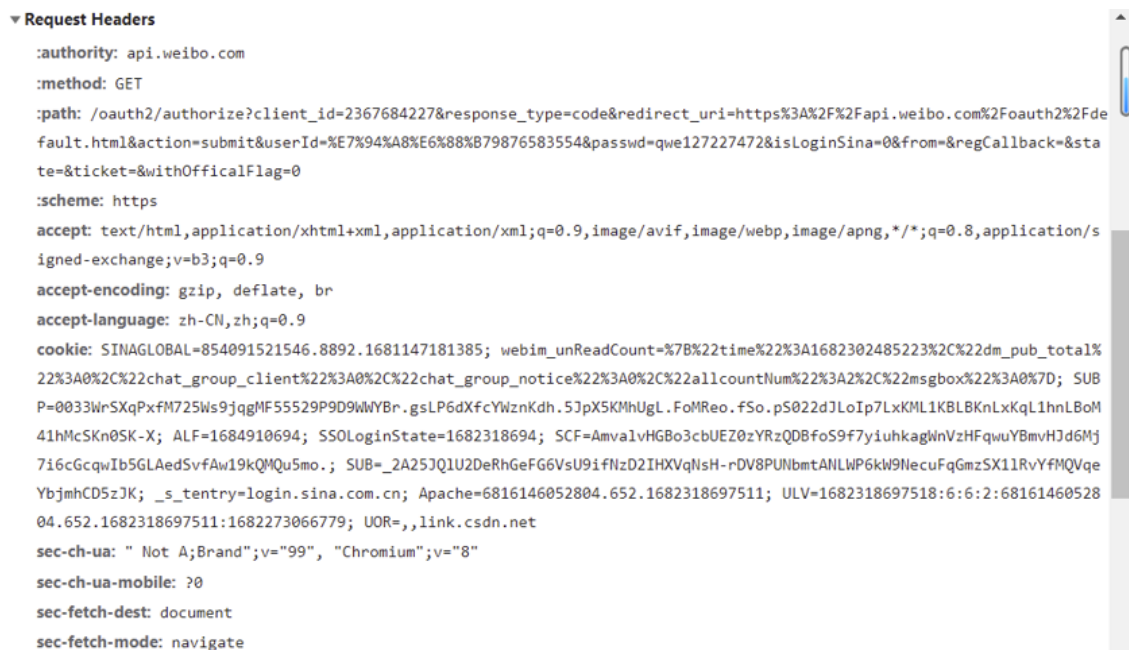 Request Headers
:authority: api.weibo.com
:method: GET
:path: /oauth2/authorize?client_id=2367684227&response_type=code&redirect_uri=https%3A%2F%2Fapi.weibo.com%2Foauth2%2Fde
fault.html&action=submit&userId=%E7%94%A8%E6%88%B79876583554&passwd=qwe127227472&isLoginSina=0&from=&regCallback=&sta
te=&ticket=&withOfficalFlag=0
:scheme: https
accept: text/html,application/xhtml+xml,application/xml;q=0.9,image/avif,image/webp,image/apng,*/*;q=0.8,application/s
igned-exchange;v=b3;q=0.9
accept-encoding: gzip, deflate, br
accept-language: zh-CN,zh;q=0.9
cookie: SINAGLOBAL=854091521546.8892.1681147181385; webim_unReadCount=%7B%22time%22%3A1682302485223%2C%22dm_pub_total%
22%3A0%2C%22chat_group_client%22%3A0%2C%22chat_group_notice%22%3A0%2C%22allcountNum%22%3A2%2C%22msgbox%22%3A0%7D; SUB
P=0033WrSXqPxfM725Ws9jqgMF55529P9D9WWYBr.gsLP6dXfcYWznKdh.5JpX5KMhUgL.FoMReo.fSo.pS022dJLoIp7LxKML1KBLBKnLxKqL1hnLBoM
41hMcSKn0SK-X; ALF=1684910694; SSOLoginState=1682318694; SCF=AmvalvHGBo3cbUEZ0zYRzQDBfoS9f7yiuhkagWnVzHFqwuYBmvHJd6Mj
7i6cGcqwIb5GLAedSvfAw19kQMQu5mo.; SUB=_2A25JQlU2DeRhGeFG6VsU9ifNzD2IHXVqNsH-rDV8PUNbmtANLWP6kW9NecuFqGmzSX1lRvYfMQVqe
YbjmhCD5zJK; _s_tentry=login.sina.com.cn; Apache=6816146052804.652.1682318697511; ULV=1682318697518:6:6:2:68161460528
04.652.1682318697511:1682273066779; UOR=,,link.csdn.net
sec-ch-ua: " Not A;Brand";v="99", "Chromium";v="8"
sec-ch-ua-mobile: ?0
sec-fetch-dest: document
sec-fetch-mode: navigate